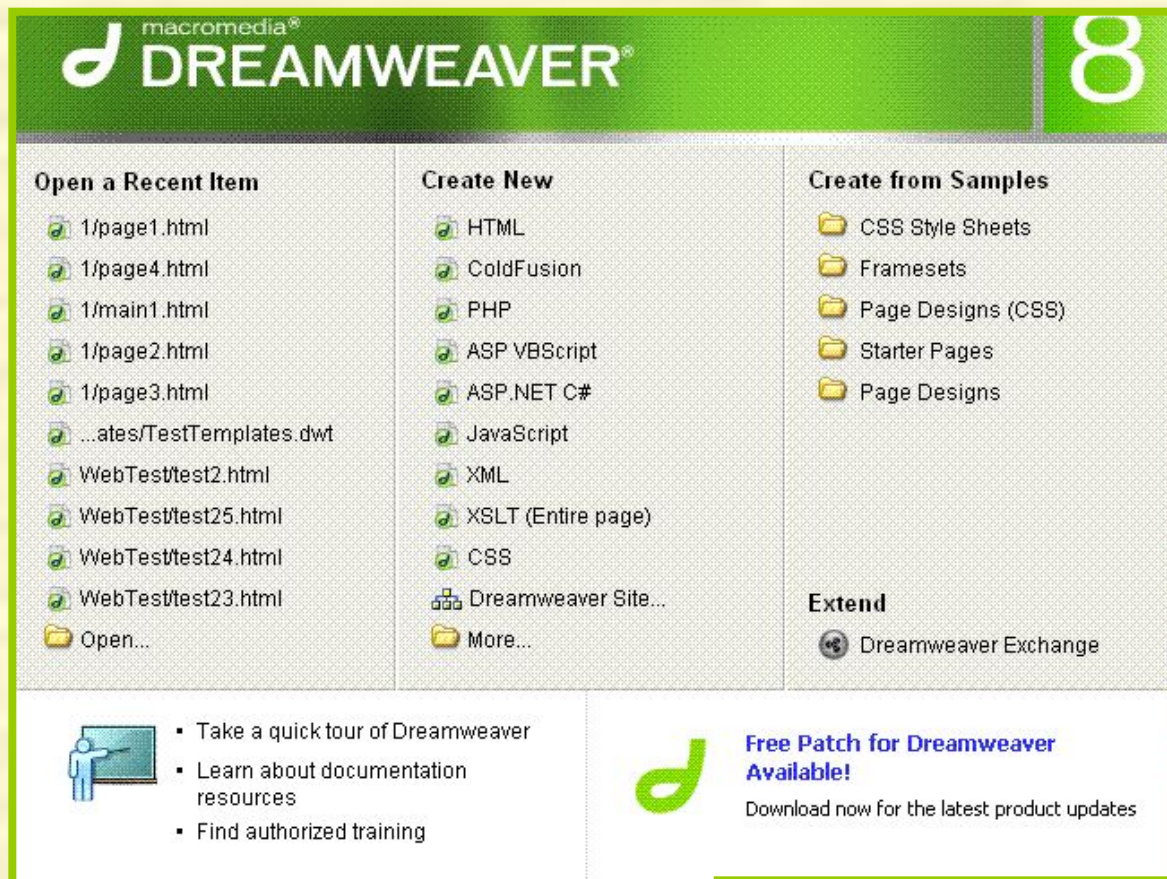 macromedia®
DREAMWEAVER®
8
Open a Recent Item
1/page1.html
1/page4.html
1/main1.html
1/page2.html
1/page3.html
...ates/TestTemplates.dwt
WebTest/test2.html
WebTest/test25.html
WebTest/test24.html
WebTest/test23.html
Open...
Create New
HTML
ColdFusion
PHP
ASP VBScript
ASP.NET C#
JavaScript
XML
XSLT (Entire page)
CSS
Dreamweaver Site...
More...
Create from Samples
CSS Style Sheets
Framesets
Page Designs (CSS)
Starter Pages
Page Designs
Extend
Dreamweaver Exchange
▪ Take a quick tour of Dreamweaver
▪ Learn about documentation
resources
▪ Find authorized training
Free Patch for Dreamweaver
Available!
Download now for the latest product updates